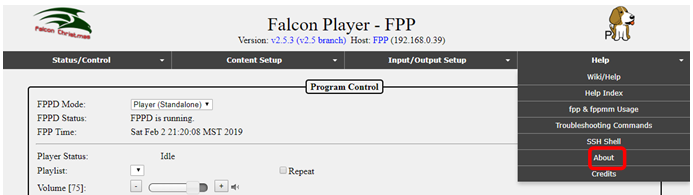 Falcon Player - FPP
Falcon Christmas
Version: v2.5.3 (v2.5 branch) Host: FPP (192.168.0.39)
Status/Control Content Setup Input/Output Setup Help
Wiki/Help
Help Index
fpp & fppmm Usage
Troubleshooting Commands
SSH Shell
About
Credits
Program Control
FPPD Mode: Player (Standalone)
FPPD Status: FPPD is running.
FPP Time: Sat Feb 2 21:20:08 MST 2019
Player Status: Idle
Playlist: Repeat
Volume [75]: - +